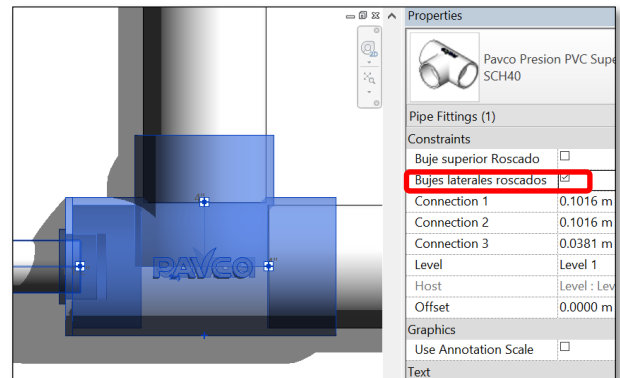 Properties
Pavco Presion PVC Supe
SCH40
Pipe Fittings (1)
Constraints
Buje superior Roscado
Bujes laterales roscados
Connection 1 0.1016 m
Connection 2 0.1016 m
Connection 3 0.0381 m
Level Level 1
Host Level : Lev
Offset 0.0000 m
Graphics
Use Annotation Scale
Text
2D
PAVCO